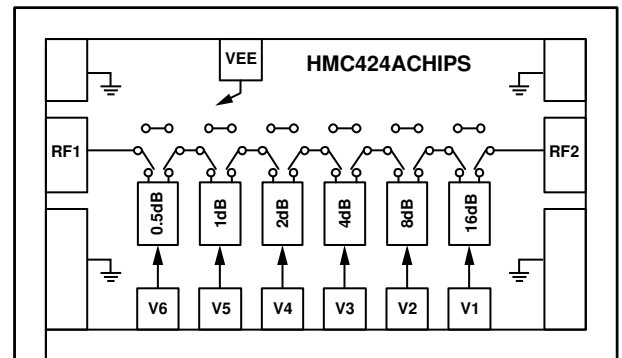 VEE
HMC424ACHIPS
RF1
RF2
0.5dB
1dB
2dB
4dB
8dB
16dB
V6
V5
V4
V3
V2
V1